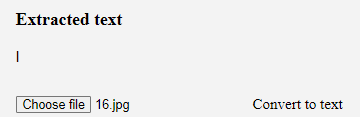 Extracted text
I
Choose file 16.jpg
Convert to text